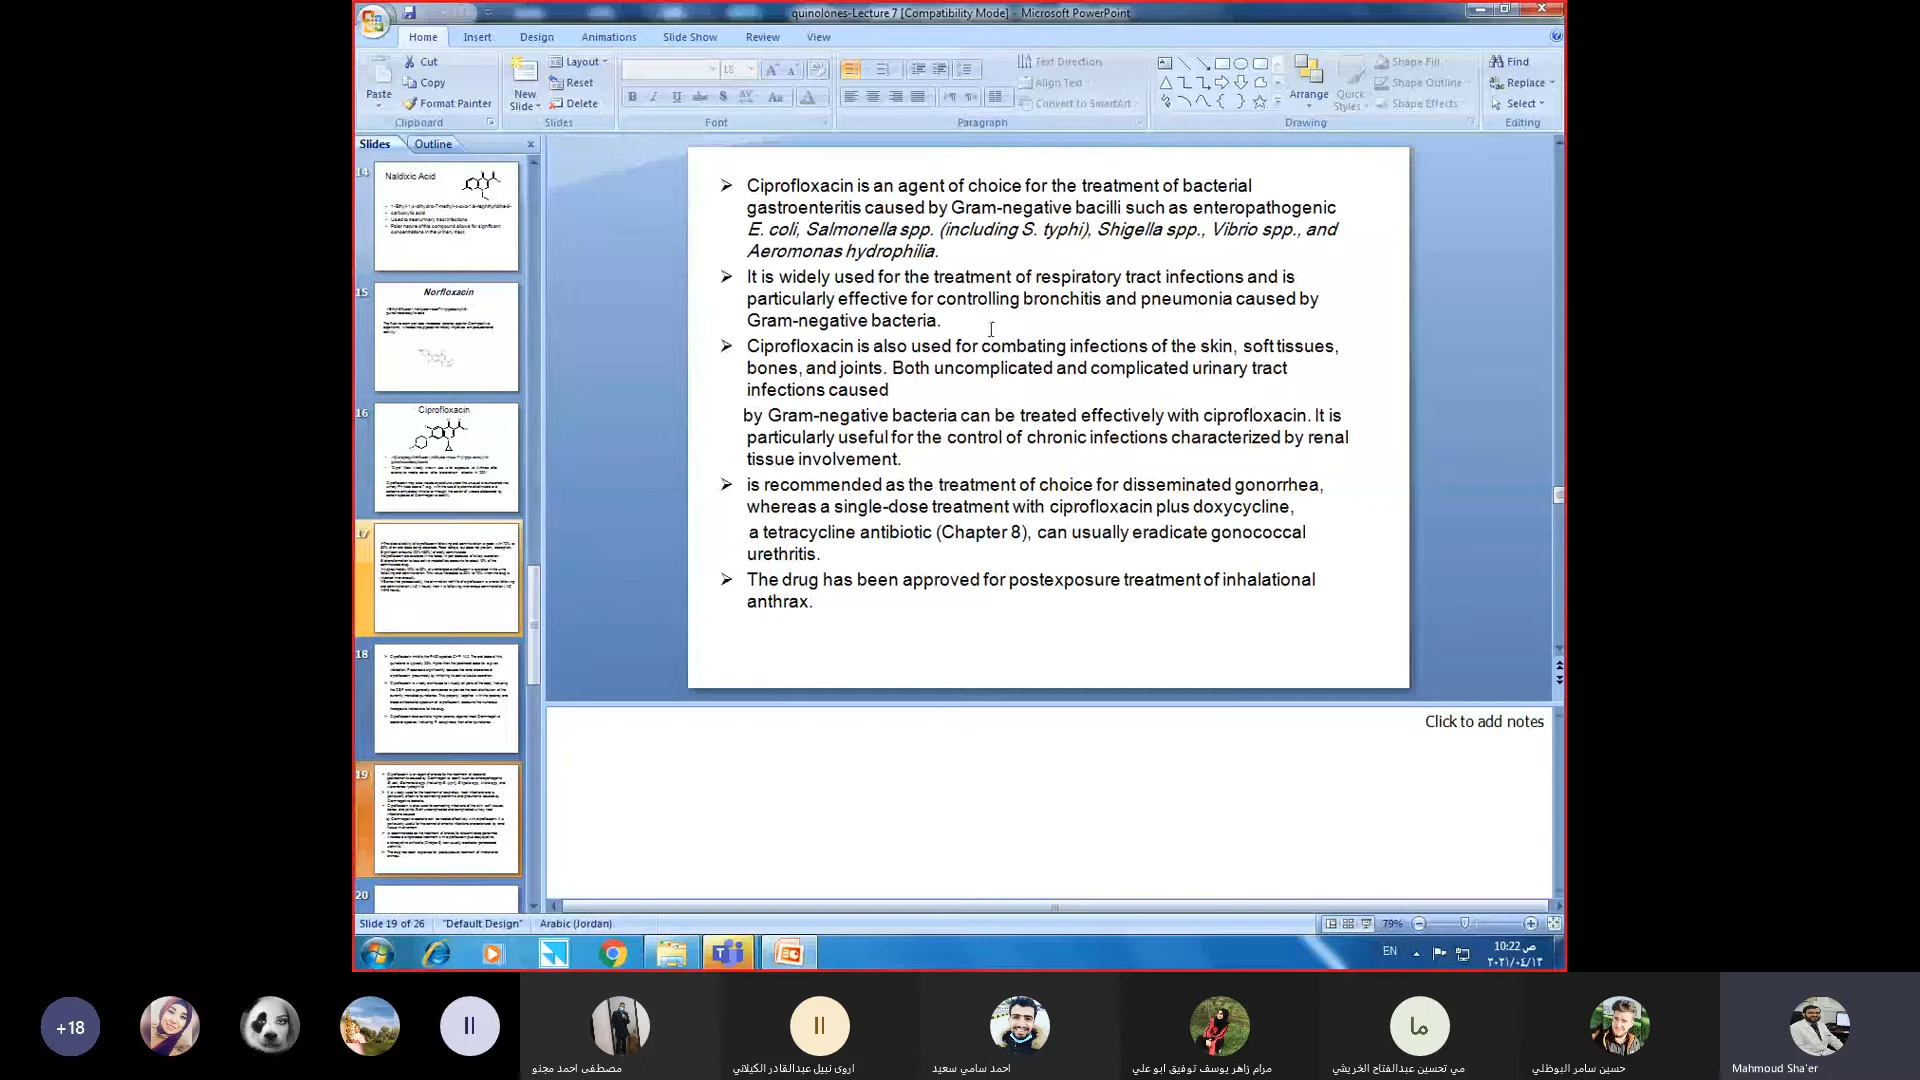 quinolones-Lecture 7 [Compatibility Mode] - Microsoft PowerPoint
Home Insert Design Animations Slide Show Review View
Paste
Cut
Copy
Format Painter
Clipboard
New Slide
Layout
Reset
Delete
Slides
18
Font
Text Direction
Align Text
Convert to SmartArt
Paragraph
Arrange
Quick Styles
Shape Fill
Shape Outline
Shape Effects
Drawing
Find
Replace
Select
Editing
Slides Outline
14
Naldixic Acid
15
Norfloxacin
16
Ciprofloxacin
17
18
19
20
Ciprofloxacin is an agent of choice for the treatment of bacterial
gastroenteritis caused by Gram-negative bacilli such as enteropathogenic
E. coli, Salmonella spp. (including S. typhi), Shigella spp., Vibrio spp., and
Aeromonas hydrophilia.
It is widely used for the treatment of respiratory tract infections and is
particularly effective for controlling bronchitis and pneumonia caused by
Gram-negative bacteria.
Ciprofloxacin is also used for combating infections of the skin, soft tissues,
bones, and joints. Both uncomplicated and complicated urinary tract
infections caused
by Gram-negative bacteria can be treated effectively with ciprofloxacin. It is
particularly useful for the control of chronic infections characterized by renal
tissue involvement.
is recommended as the treatment of choice for disseminated gonorrhea,
whereas a single-dose treatment with ciprofloxacin plus doxycycline,
a tetracycline antibiotic (Chapter 8), can usually eradicate gonococcal
urethritis.
The drug has been approved for postexposure treatment of inhalational
anthrax.
Click to add notes
Slide 19 of 26 "Default Design" Arabic (Jordan)
79%
EN
10:22 ص
٢٠٢١/٠٤/١٣
+18
ما
مصطفى احمد مجنو
اروى نبيل عبدالقادر الكيلاني
احمد سامي سعيد
مرام زاهر يوسف توفيق ابو علي
مي تحسين عبدالفتاح الخريشي
حسين سامر البوظلي
Mahmoud Sha'er